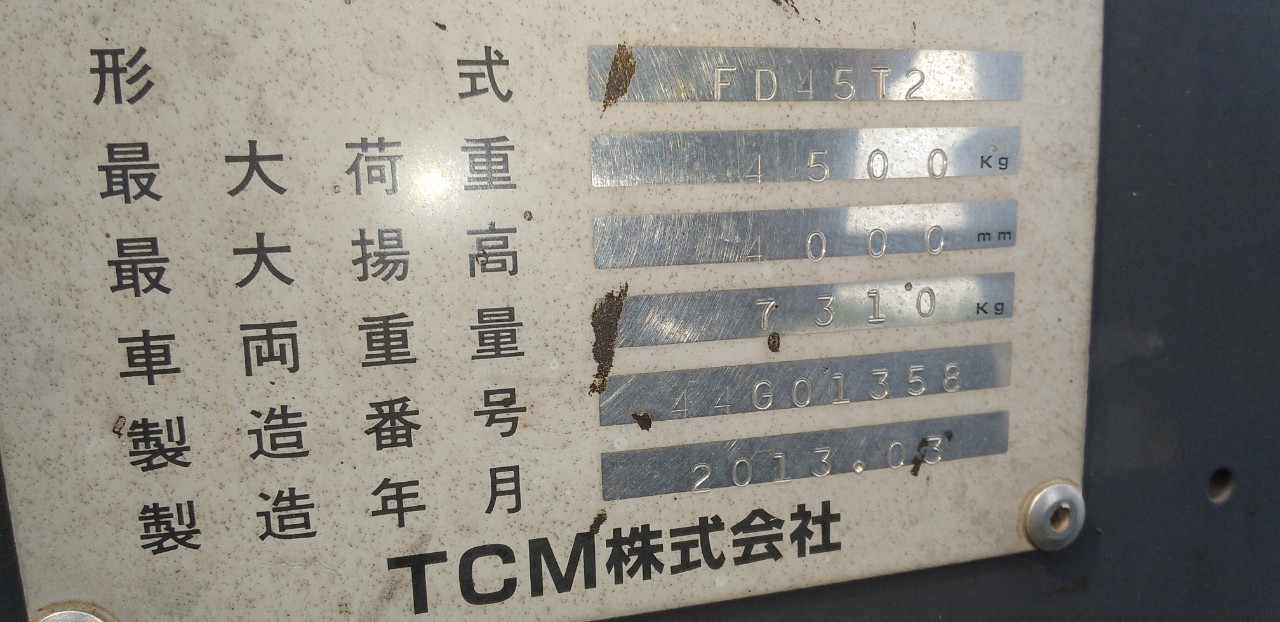 形式 FD45T2
最大荷重 4500 Kg
最大揚高 4000 mm
車両重量 7310 Kg
製造番号 44G01358
製造年月 2013.03
TCM株式会社